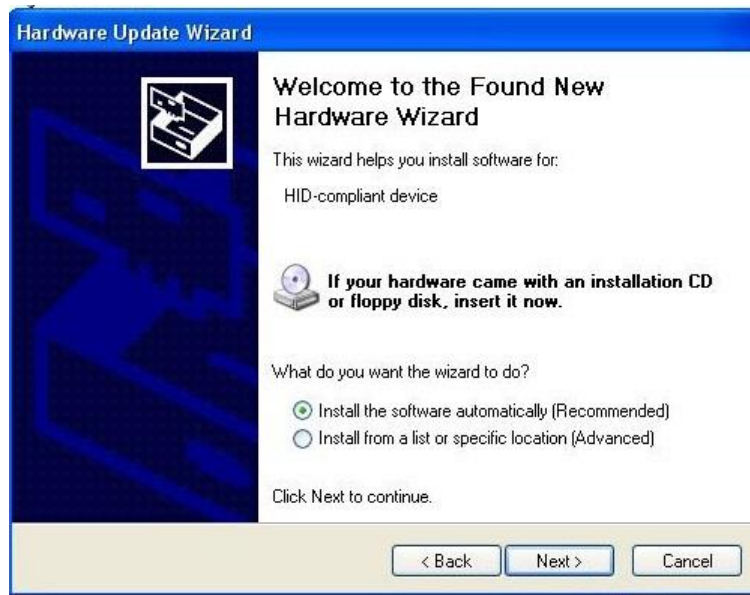 Hardware Update Wizard
Welcome to the Found New
Hardware Wizard
This wizard helps you install software for:
HID-compliant device
If your hardware came with an installation CD
or floppy disk, insert it now.
What do you want the wizard to do?
Install the software automatically (Recommended)
Install from a list or specific location (Advanced)
Click Next to continue.
< Back Next > Cancel